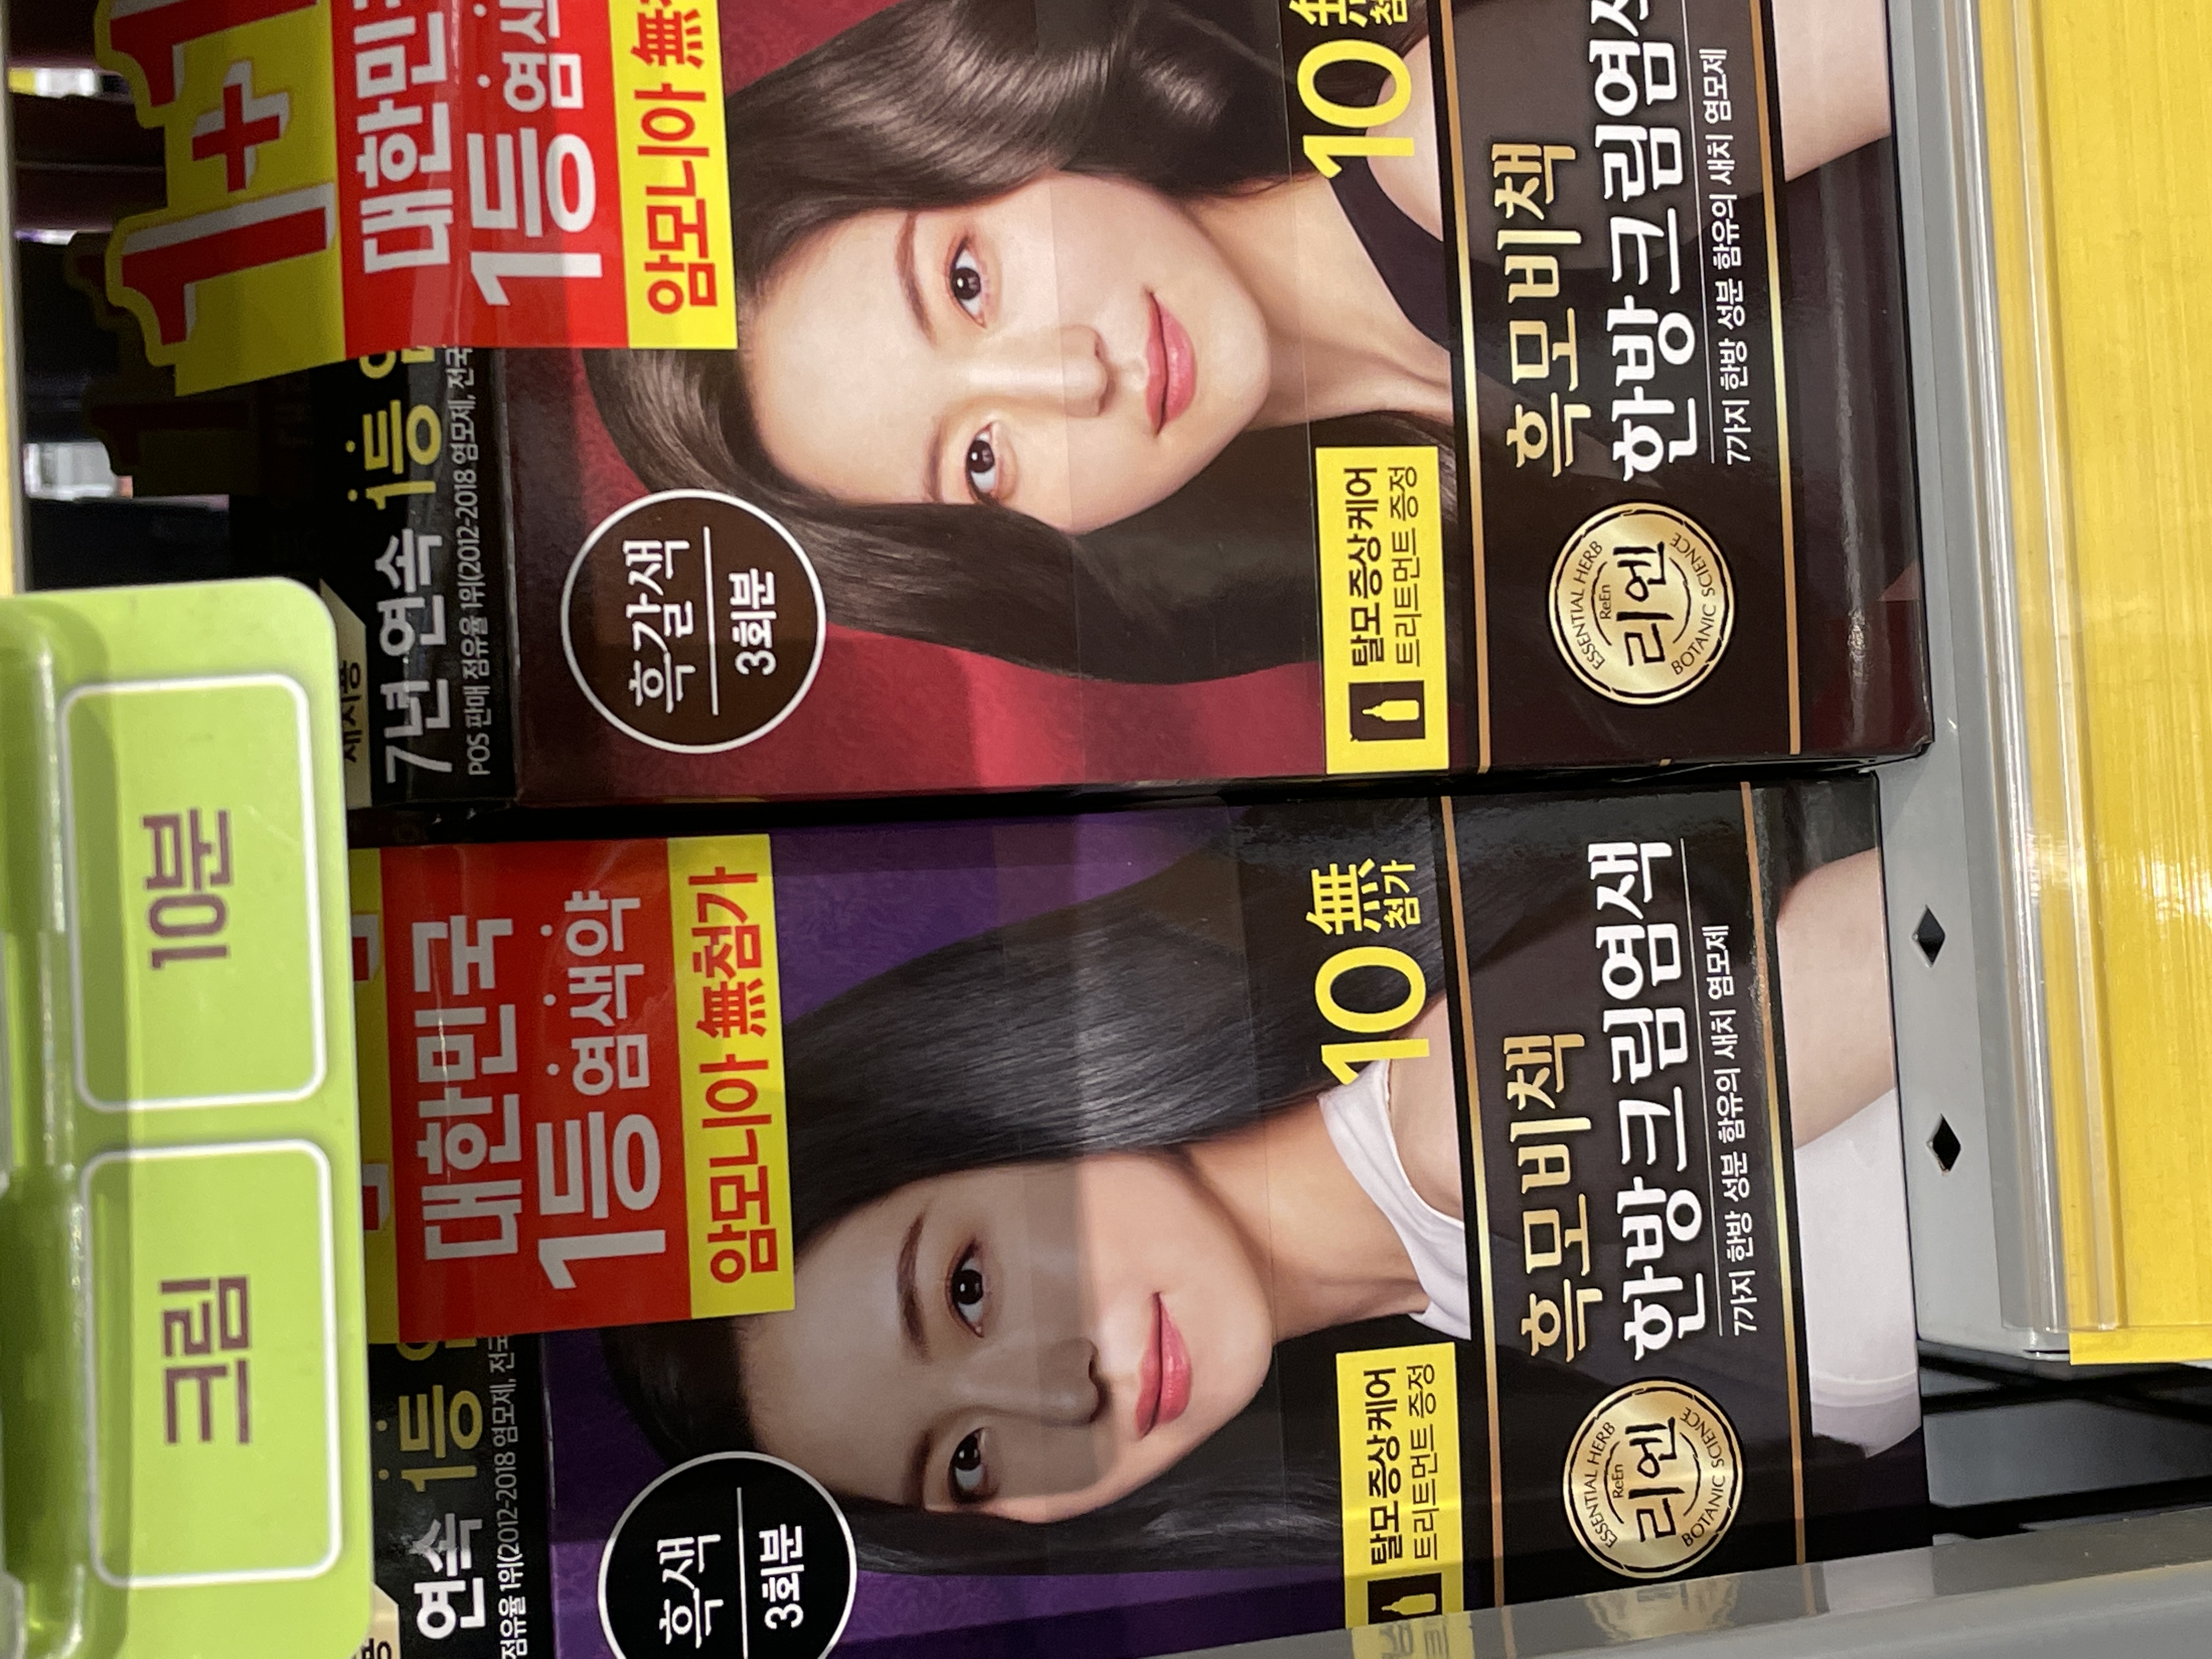 크림
10분
연속 1등
점유율 1위(2012-2018 염모제, 전국
대한민국
1등 염색약
암모니아 無첨가
흑색
3회분
탈모증상케어
트리트먼트 증정
10無
첨가
흑모비책
한방크림염색
ESSENTIAL HERB
ReEn
리엔
BOTANIC SCIENCE
7가지 한방 성분 함유의 새치 염모제
1+1
새치용
7년 연속 1등
POS 판매 점유율 1위(2012-2018 염모제, 전국
대한민
1등 염색
암모니아 無
흑갈색
3회분
탈모증상케어
트리트먼트 증정
10
흑모비책
한방크림염
ESSENTIAL HERB
ReEn
리엔
BOTANIC SCIENCE
7가지 한방 성분 함유의 새치 염모제